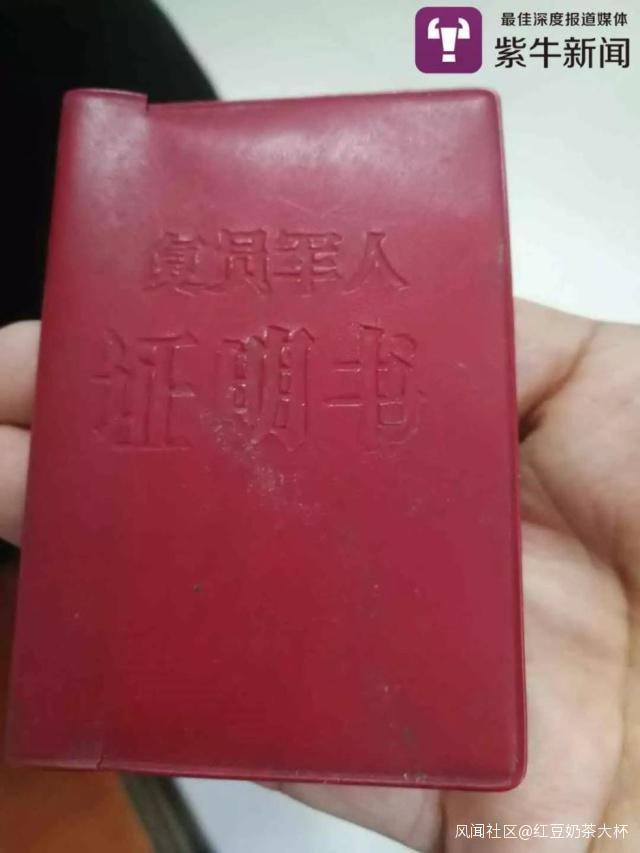 最佳深度报道媒体
紫牛新闻
复员军人
证明书
风闻社区@红豆奶茶大杯